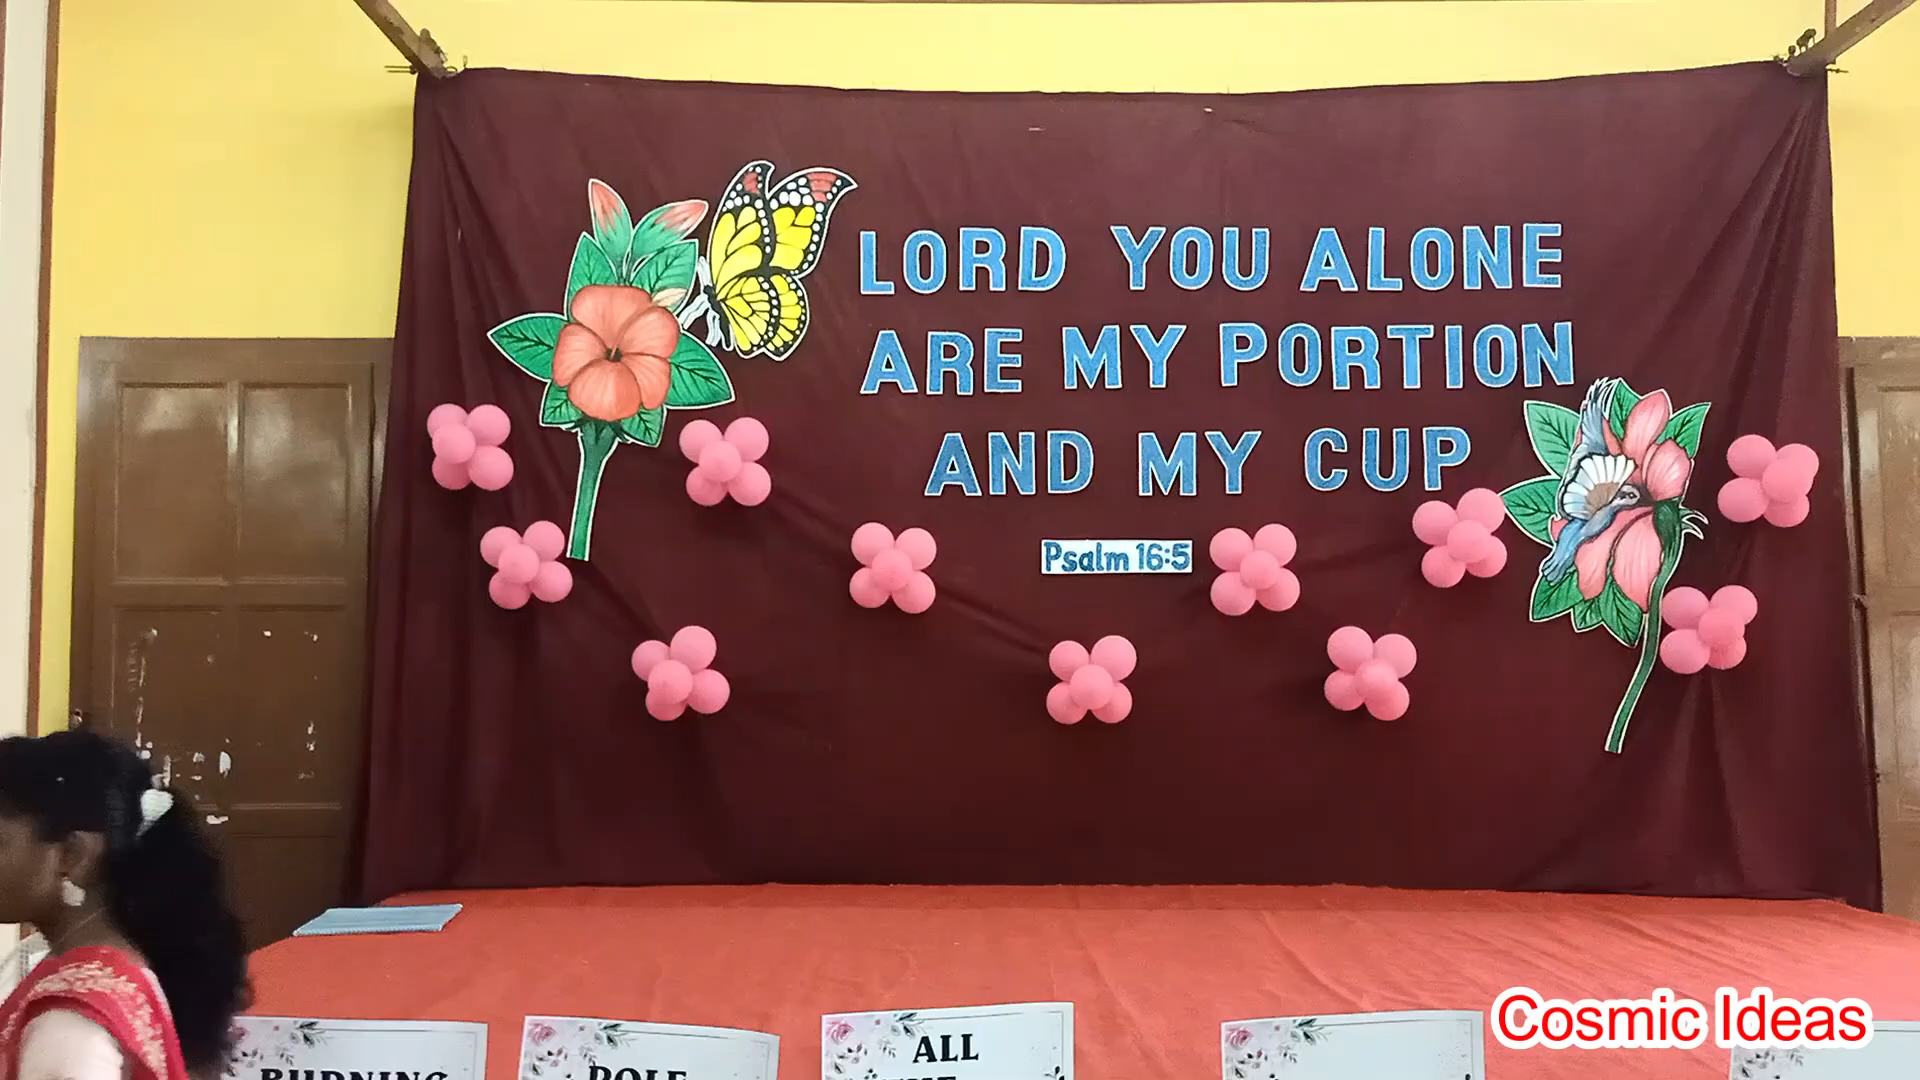 LORD YOU ALONE
ARE MY PORTION
AND MY CUP
Psalm 16:5
Cosmic Ideas
ALL